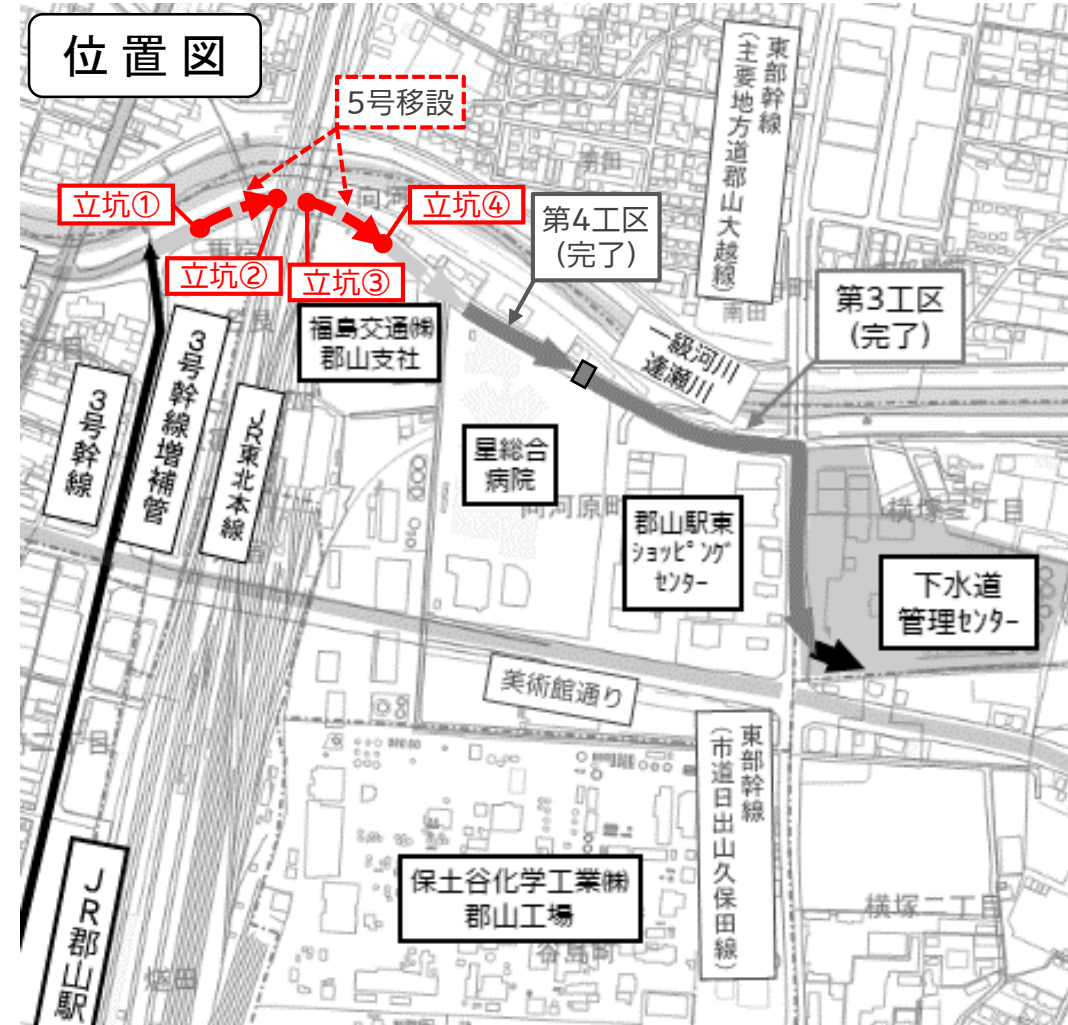 位置図
5号移設
立坑①
立坑②
立坑③
立坑④
第4工区
(完了)
第3工区
(完了)
東部幹線
(主要地方道郡山大越線)
南田
一級河川
逢瀬川
福島交通㈱
郡山支社
3号幹線
3号幹線増補管
JR東北本線
星総合
病院
向河原町
郡山駅東
ショッピング
センター
横塚三丁目
下水道
管理センター
美術館通り
東部幹線
(市道日出山久保田線)
保土谷化学工業㈱
郡山工場
谷島町
横塚二丁目
燧田
JR郡山駅